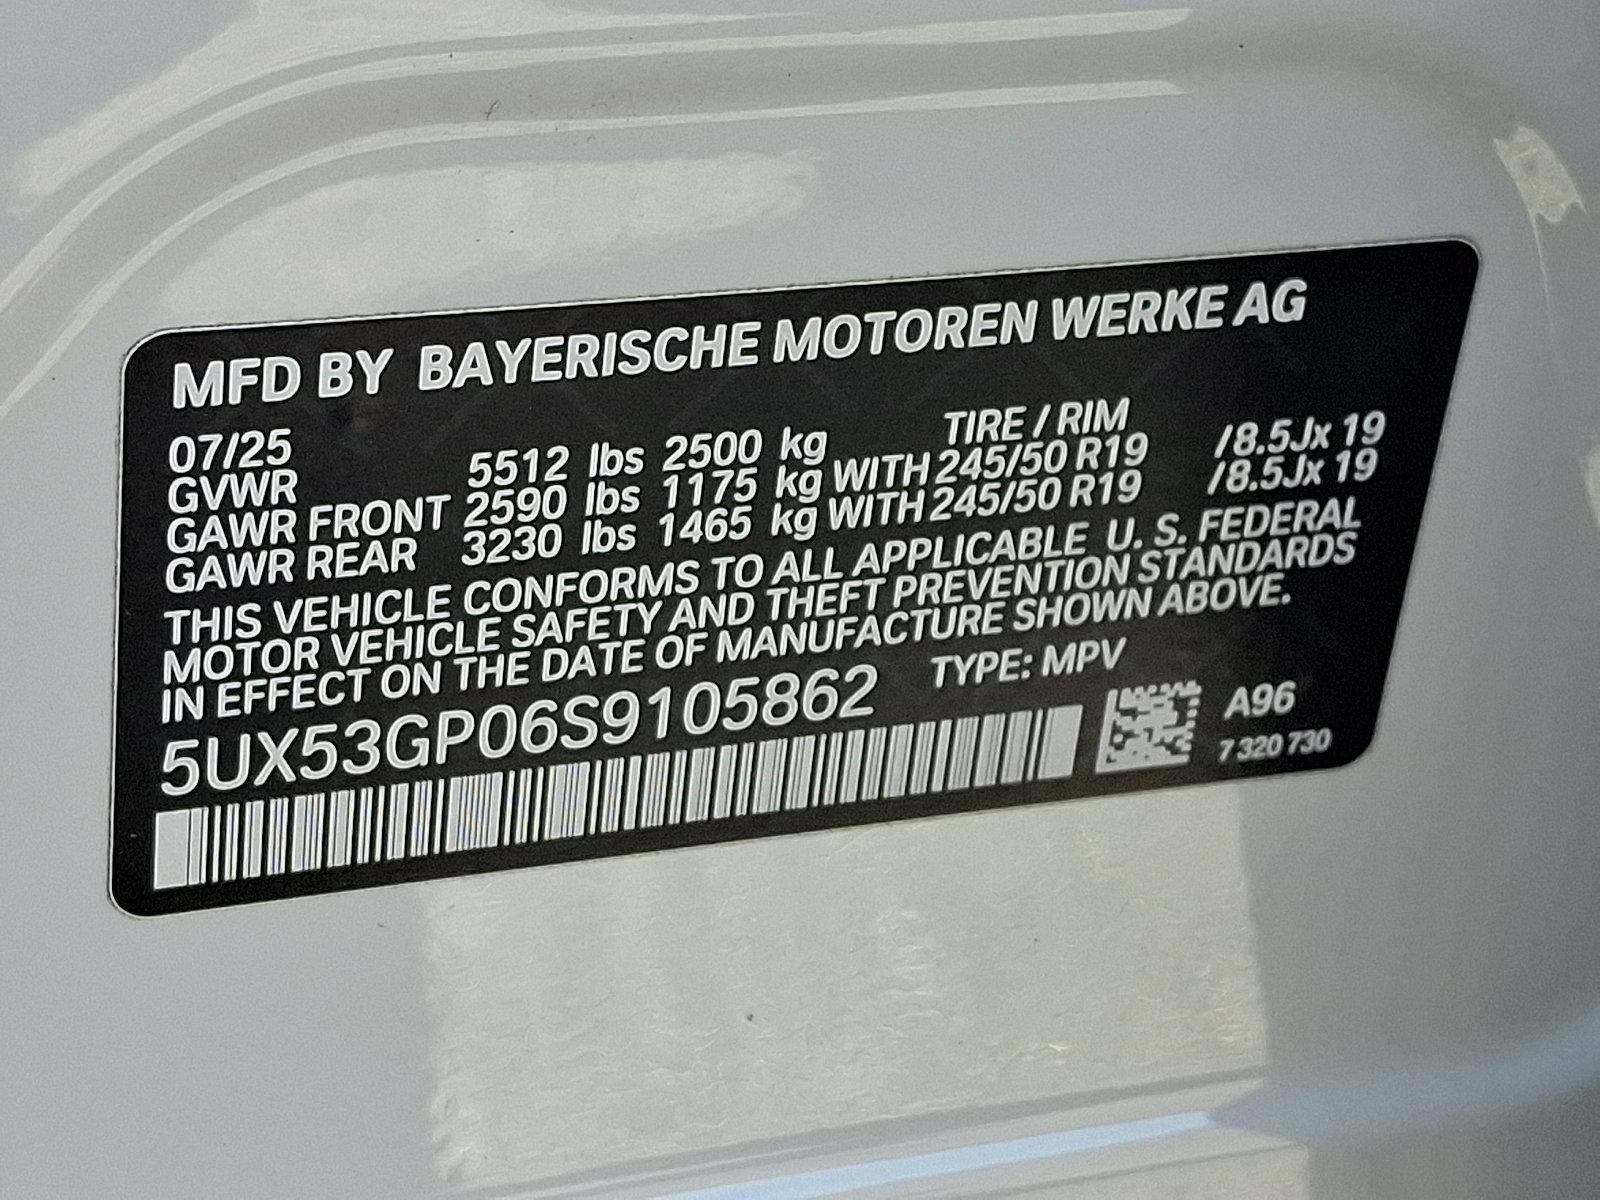 MFD BY BAYERISCHE MOTOREN WERKE AG
07/25 TIRE / RIM
GVWR 5512 lbs 2500 kg
GAWR FRONT 2590 lbs 1175 kg WITH 245/50 R19 /8.5Jx 19
GAWR REAR 3230 lbs 1465 kg WITH 245/50 R19 /8.5Jx 19
THIS VEHICLE CONFORMS TO ALL APPLICABLE U. S. FEDERAL
MOTOR VEHICLE SAFETY AND THEFT PREVENTION STANDARDS
IN EFFECT ON THE DATE OF MANUFACTURE SHOWN ABOVE.
5UX53GP06S9105862 TYPE: MPV
A96
7 320 730